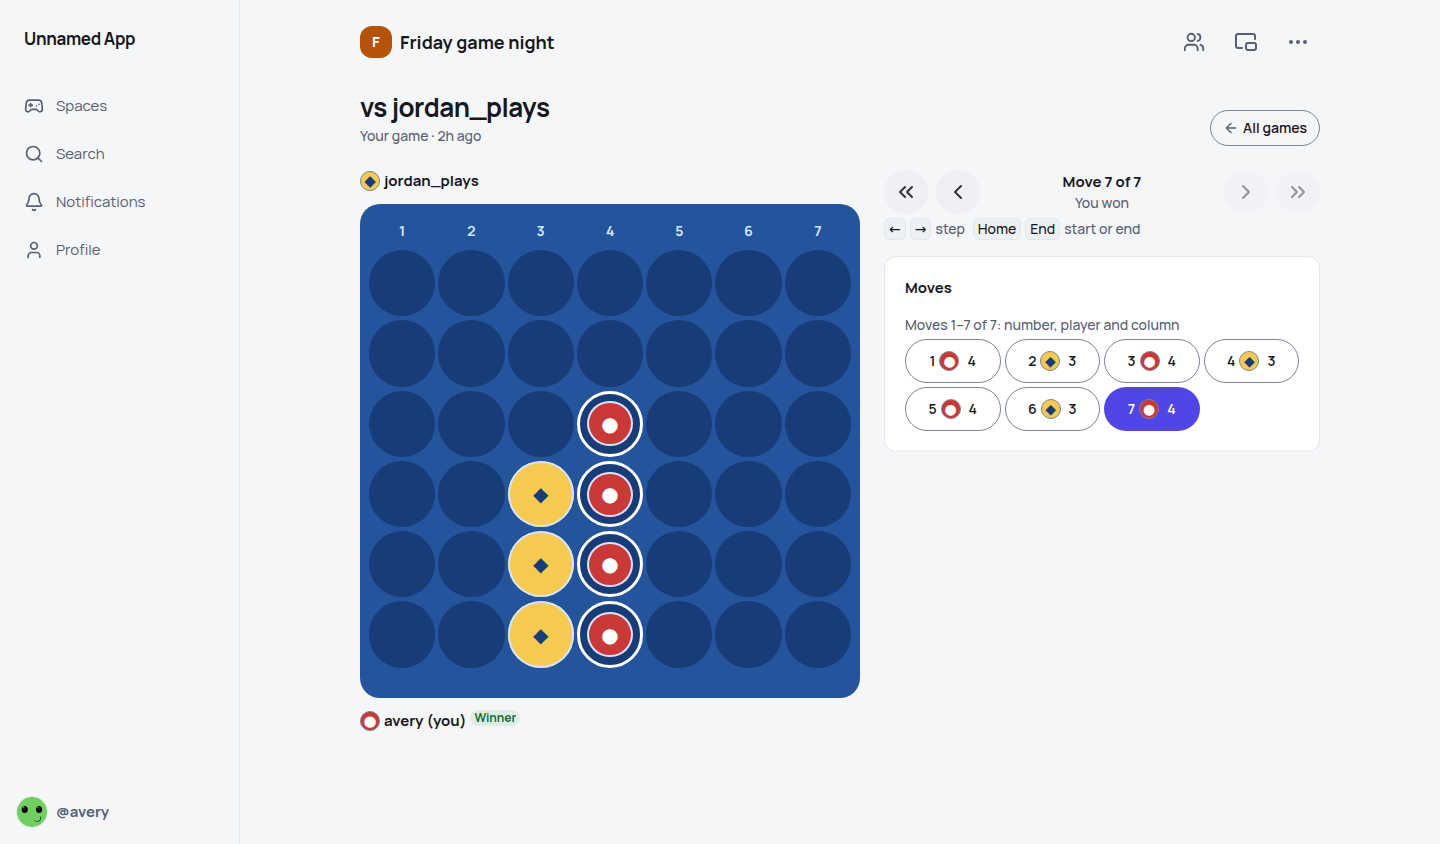 Unnamed App
Spaces
Search
Notifications
Profile
@avery
F Friday game night
vs jordan_plays
Your game · 2h ago
← All games
jordan_plays
1 2 3 4 5 6 7
avery (you) Winner
Move 7 of 7
You won
← → step Home End start or end
Moves
Moves 1–7 of 7: number, player and column
1 4 2 3 3 4 4 3
5 4 6 3 7 4